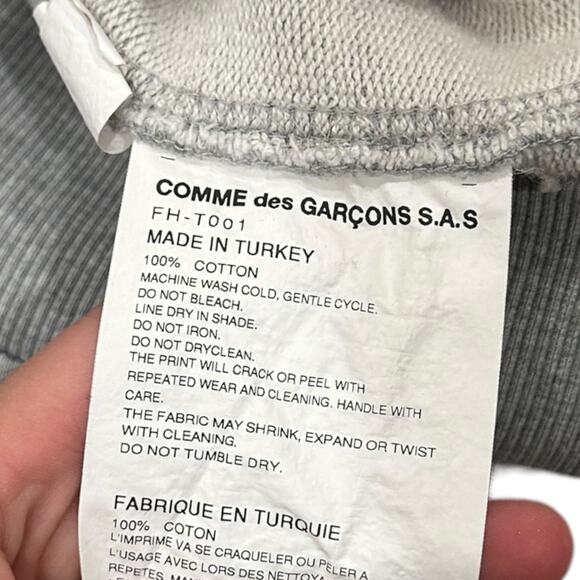 COMME des GARÇONS S.A.S
FH-T001
MADE IN TURKEY
100% COTTON
MACHINE WASH COLD, GENTLE CYCLE,
DO NOT BLEACH.
LINE DRY IN SHADE.
DO NOT IRON.
DO NOT DRYCLEAN.
THE PRINT WILL CRACK OR PEEL WITH
REPEATED WEAR AND CLEANING. HANDLE WITH
CARE.
THE FABRIC MAY SHRINK, EXPAND OR TWIST
WITH CLEANING.
DO NOT TUMBLE DRY.
FABRIQUE EN TURQUIE
100% COTON
L'IMPRIME VA SE CRAQUELER OU PELER A
L'USAGE AVEC LORS DES
REPETES,